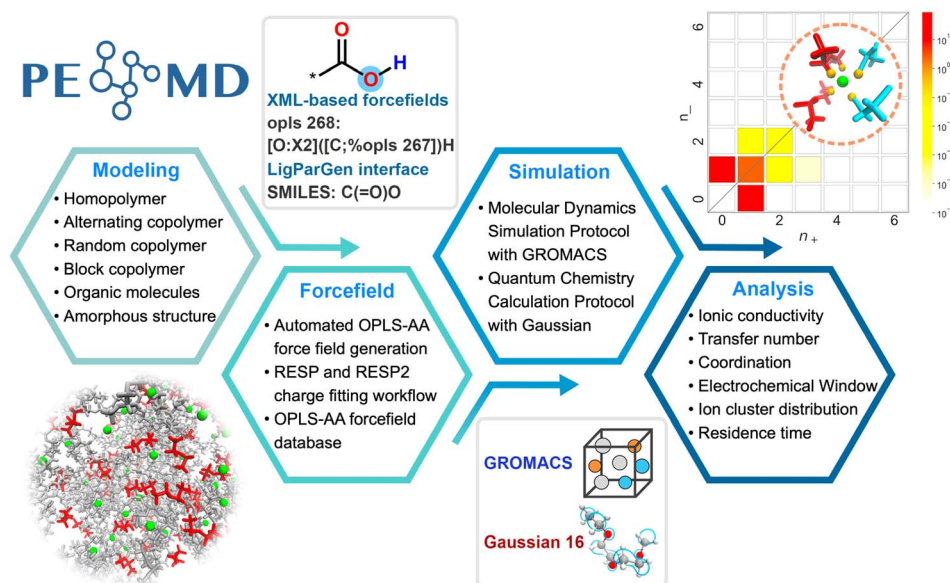 PE MD
O
O
H
*
XML-based forcefields
opls 268:
[O:X2]([C;%opls 267])H
LigParGen interface
SMILES: C(=O)O
Modeling
• Homopolymer
• Alternating copolymer
• Random copolymer
• Block copolymer
• Organic molecules
• Amorphous structure
Forcefield
• Automated OPLS-AA
force field generation
• RESP and RESP2
charge fitting workflow
• OPLS-AA forcefield
database
Simulation
• Molecular Dynamics
Simulation Protocol
with GROMACS
• Quantum Chemistry
Calculation Protocol
with Gaussian
GROMACS
Gaussian 16
6
4
2
0
n_
0
2
4
6
n+
Analysis
• Ionic conductivity
• Transfer number
• Coordination
• Electrochemical Window
• Ion cluster distribution
• Residence time